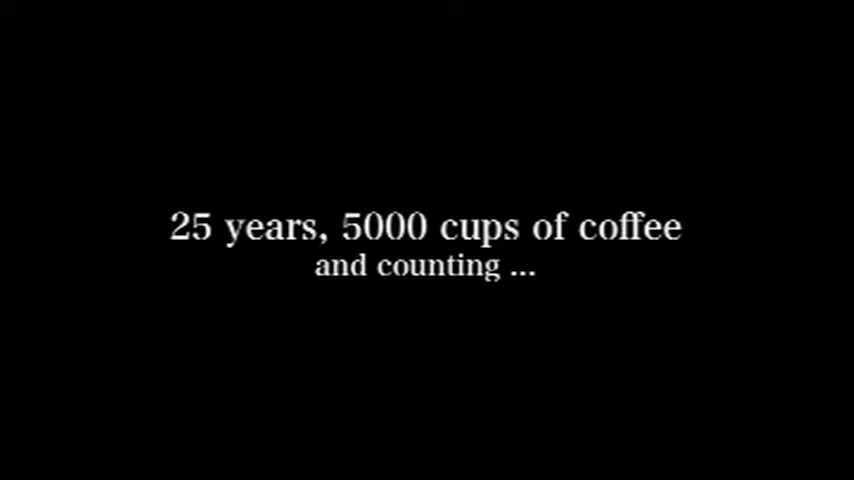 25 years, 5000 cups of coffee
and counting ...